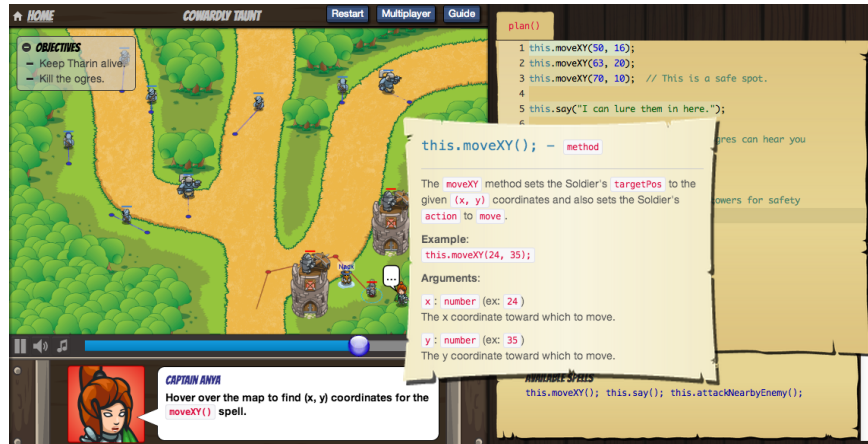 HOME
COWARDLY TAUNT
Restart
Multiplayer
Guide
OBJECTIVES
– Keep Tharin alive.
– Kill the ogres.
plan()
1 this.moveXY(50, 16);
2 this.moveXY(63, 20);
3 this.moveXY(70, 10);  // This is a safe spot.
4
5 this.say("I can lure them in here.");
gres can hear you
owers for safety
this.moveXY(); – method
The moveXY method sets the Soldier's targetPos to the
given (x, y) coordinates and also sets the Soldier's
action to move.
Example:
this.moveXY(24, 35);
Arguments:
x: number (ex: 24)
The x coordinate toward which to move.
y: number (ex: 35)
The y coordinate toward which to move.
...
CAPTAIN ANYA
Hover over the map to find (x, y) coordinates for the
moveXY() spell.
AVAILABLE SPELLS
this.moveXY(); this.say(); this.attackNearbyEnemy();